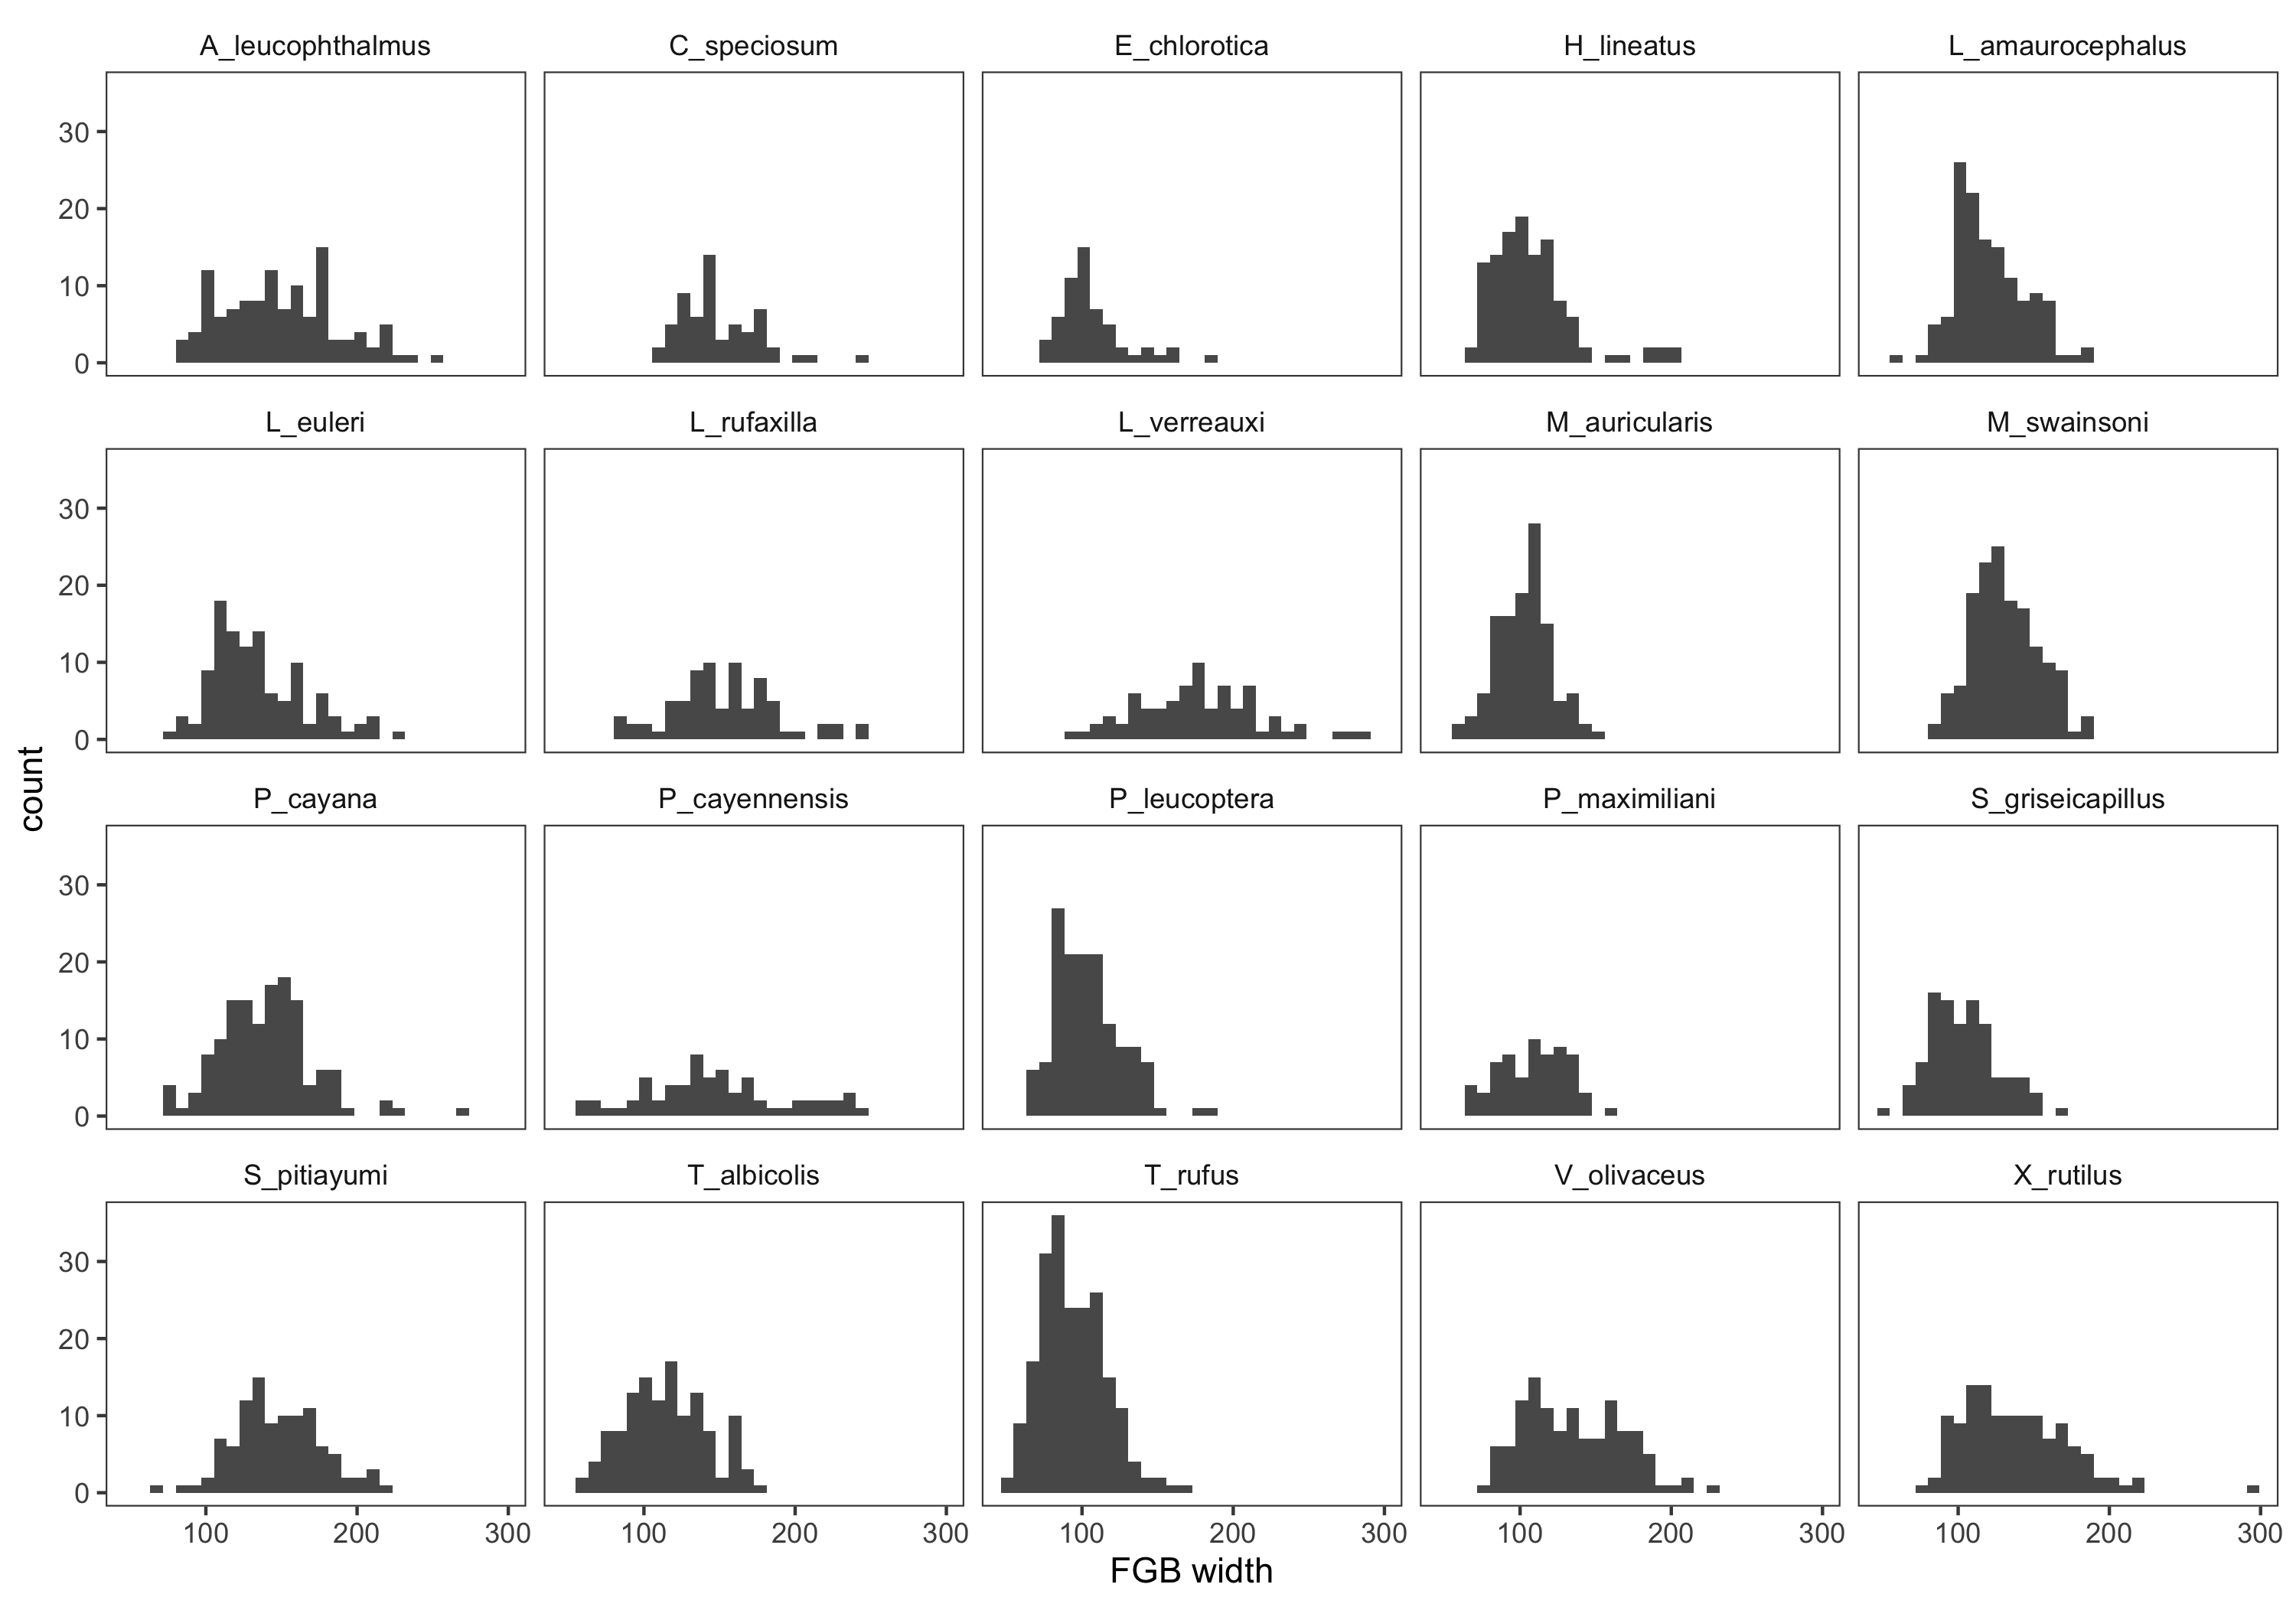 A_leucophthalmus C_speciosum E_chlorotica H_lineatus L_amaurocephalus
30
20
10
0
L_euleri L_rufaxilla L_verreauxi M_auricularis M_swainsoni
30
20
10
0
count
P_cayana P_cayennensis P_leucoptera P_maximiliani S_griseicapillus
30
20
10
0
S_pitiayumi T_albicolis T_rufus V_olivaceus X_rutilus
30
20
10
0
100 200 300 100 200 300 100 200 300 100 200 300 100 200 300
FGB width